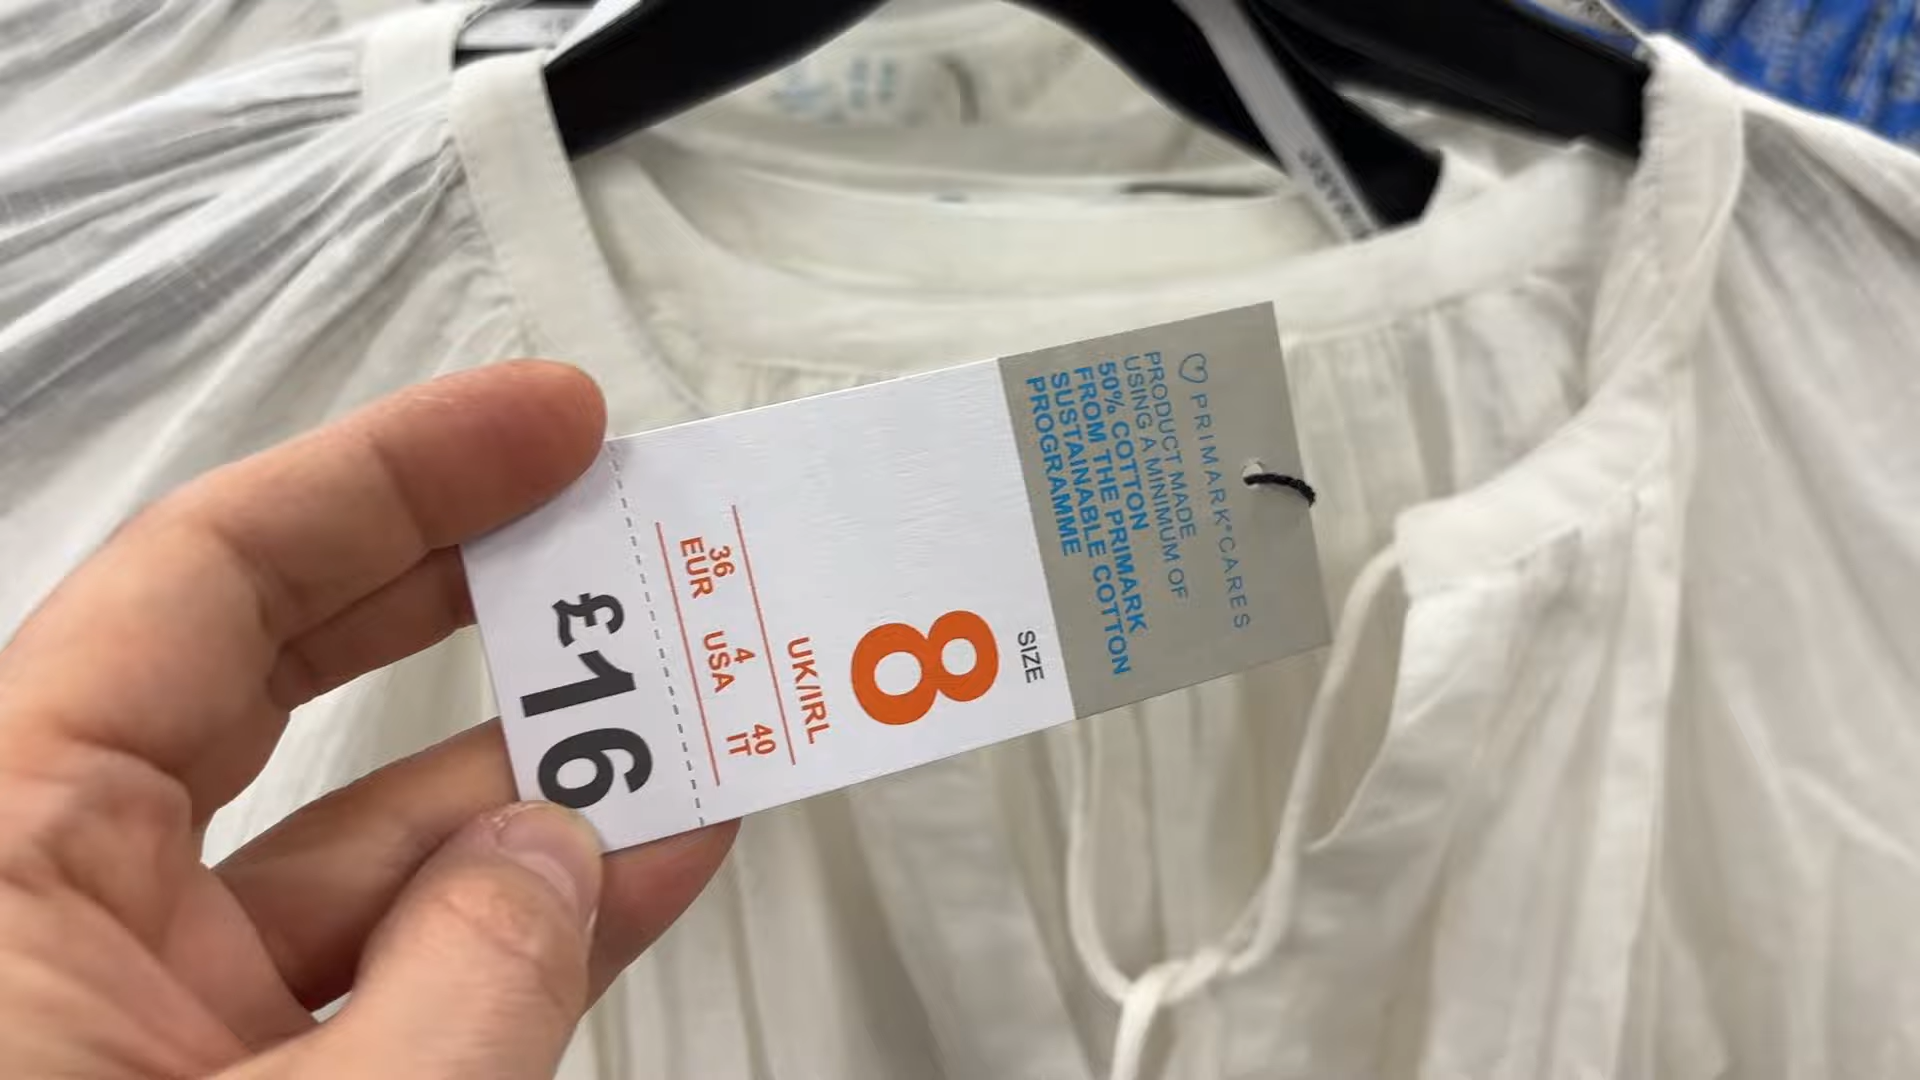 PRIMARK® CARES
PRODUCT MADE
USING A MINIMUM OF
50% COTTON
FROM THE PRIMARK
SUSTAINABLE COTTON
PROGRAMME
SIZE
8
UK/IRL
36 4 40
EUR USA IT
£16